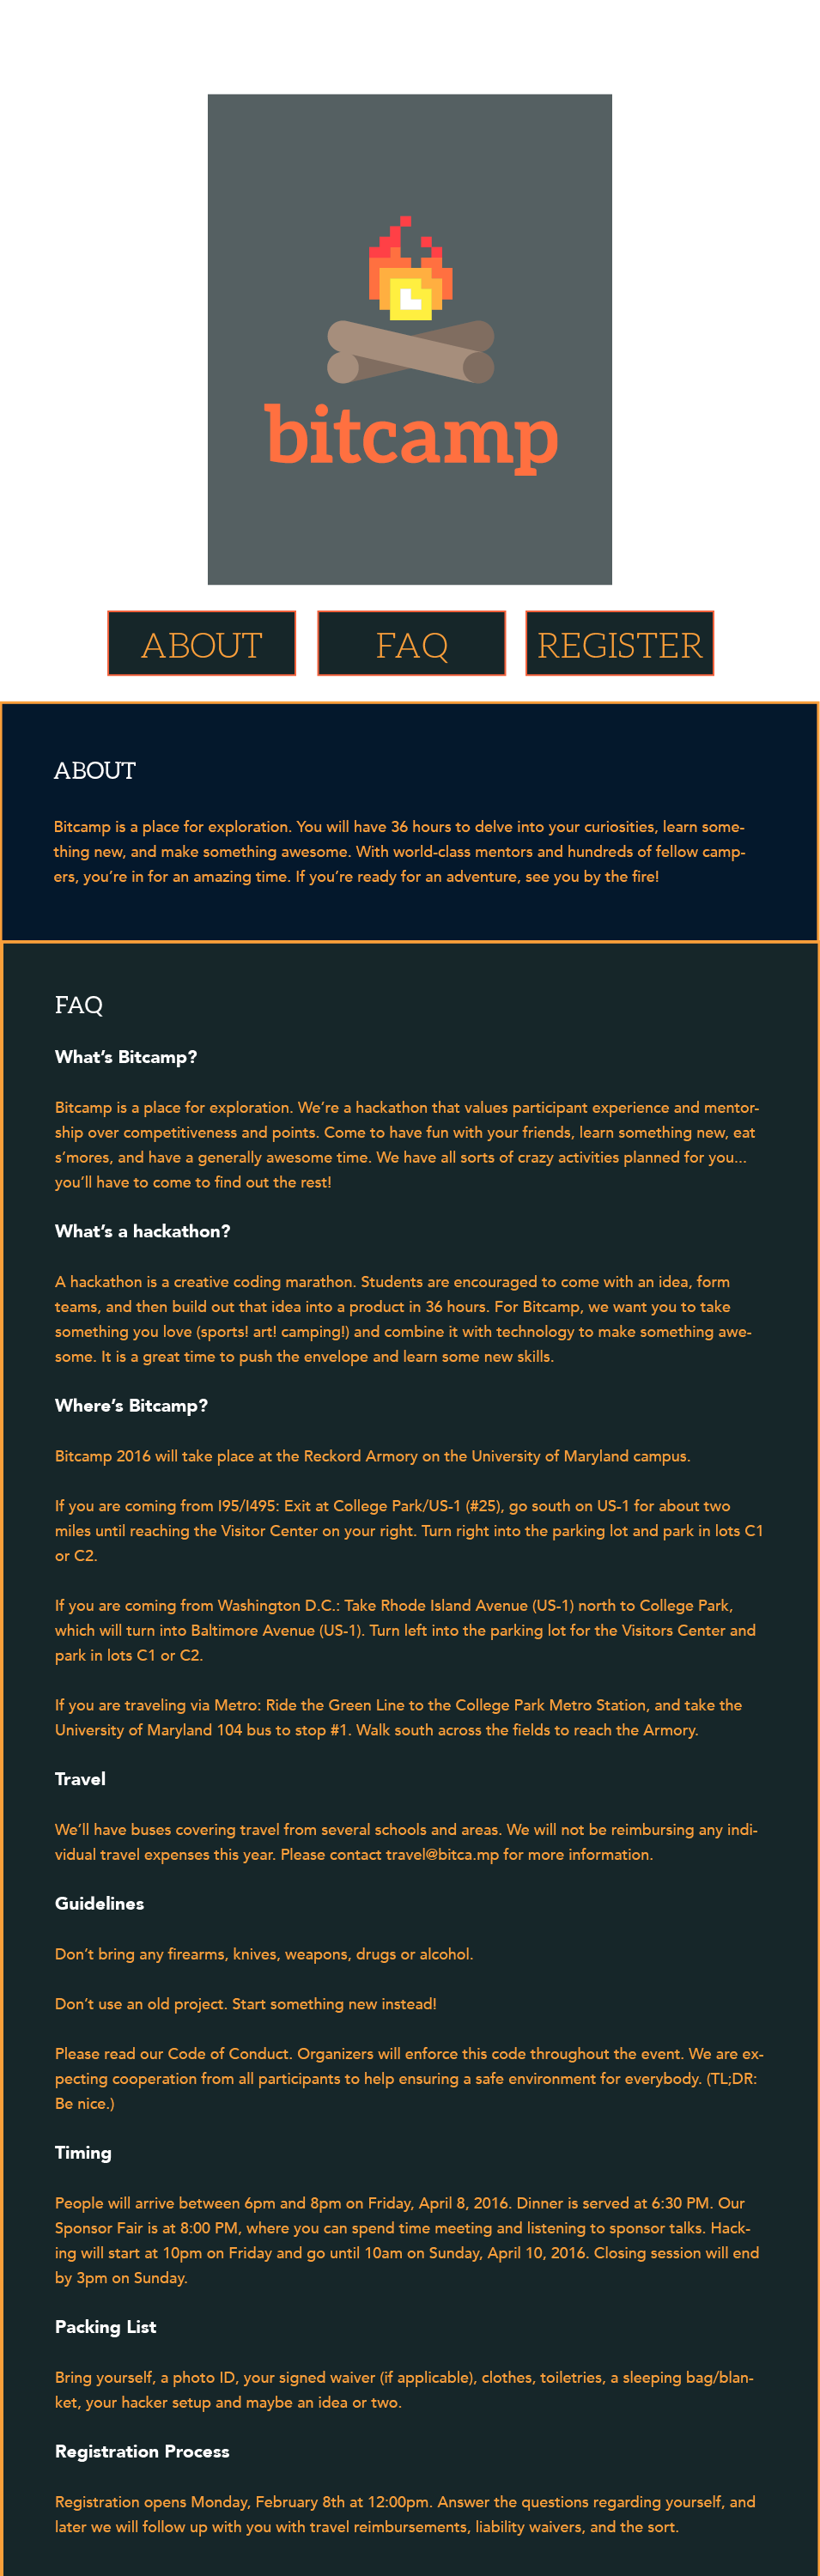 bitcamp
ABOUT FAQ REGISTER
ABOUT
Bitcamp is a place for exploration. You will have 36 hours to delve into your curiosities, learn some-
thing new, and make something awesome. With world-class mentors and hundreds of fellow camp-
ers, you’re in for an amazing time. If you’re ready for an adventure, see you by the fire!
FAQ
What’s Bitcamp?
Bitcamp is a place for exploration. We’re a hackathon that values participant experience and mentor-
ship over competitiveness and points. Come to have fun with your friends, learn something new, eat
s’mores, and have a generally awesome time. We have all sorts of crazy activities planned for you...
you’ll have to come to find out the rest!
What’s a hackathon?
A hackathon is a creative coding marathon. Students are encouraged to come with an idea, form
teams, and then build out that idea into a product in 36 hours. For Bitcamp, we want you to take
something you love (sports! art! camping!) and combine it with technology to make something awe-
some. It is a great time to push the envelope and learn some new skills.
Where’s Bitcamp?
Bitcamp 2016 will take place at the Reckord Armory on the University of Maryland campus.
If you are coming from I95/I495: Exit at College Park/US-1 (#25), go south on US-1 for about two
miles until reaching the Visitor Center on your right. Turn right into the parking lot and park in lots C1
or C2.
If you are coming from Washington D.C.: Take Rhode Island Avenue (US-1) north to College Park,
which will turn into Baltimore Avenue (US-1). Turn left into the parking lot for the Visitors Center and
park in lots C1 or C2.
If you are traveling via Metro: Ride the Green Line to the College Park Metro Station, and take the
University of Maryland 104 bus to stop #1. Walk south across the fields to reach the Armory.
Travel
We’ll have buses covering travel from several schools and areas. We will not be reimbursing any indi-
vidual travel expenses this year. Please contact travel@bitca.mp for more information.
Guidelines
Don’t bring any firearms, knives, weapons, drugs or alcohol.
Don’t use an old project. Start something new instead!
Please read our Code of Conduct. Organizers will enforce this code throughout the event. We are ex-
pecting cooperation from all participants to help ensuring a safe environment for everybody. (TL;DR:
Be nice.)
Timing
People will arrive between 6pm and 8pm on Friday, April 8, 2016. Dinner is served at 6:30 PM. Our
Sponsor Fair is at 8:00 PM, where you can spend time meeting and listening to sponsor talks. Hack-
ing will start at 10pm on Friday and go until 10am on Sunday, April 10, 2016. Closing session will end
by 3pm on Sunday.
Packing List
Bring yourself, a photo ID, your signed waiver (if applicable), clothes, toiletries, a sleeping bag/blan-
ket, your hacker setup and maybe an idea or two.
Registration Process
Registration opens Monday, February 8th at 12:00pm. Answer the questions regarding yourself, and
later we will follow up with you with travel reimbursements, liability waivers, and the sort.